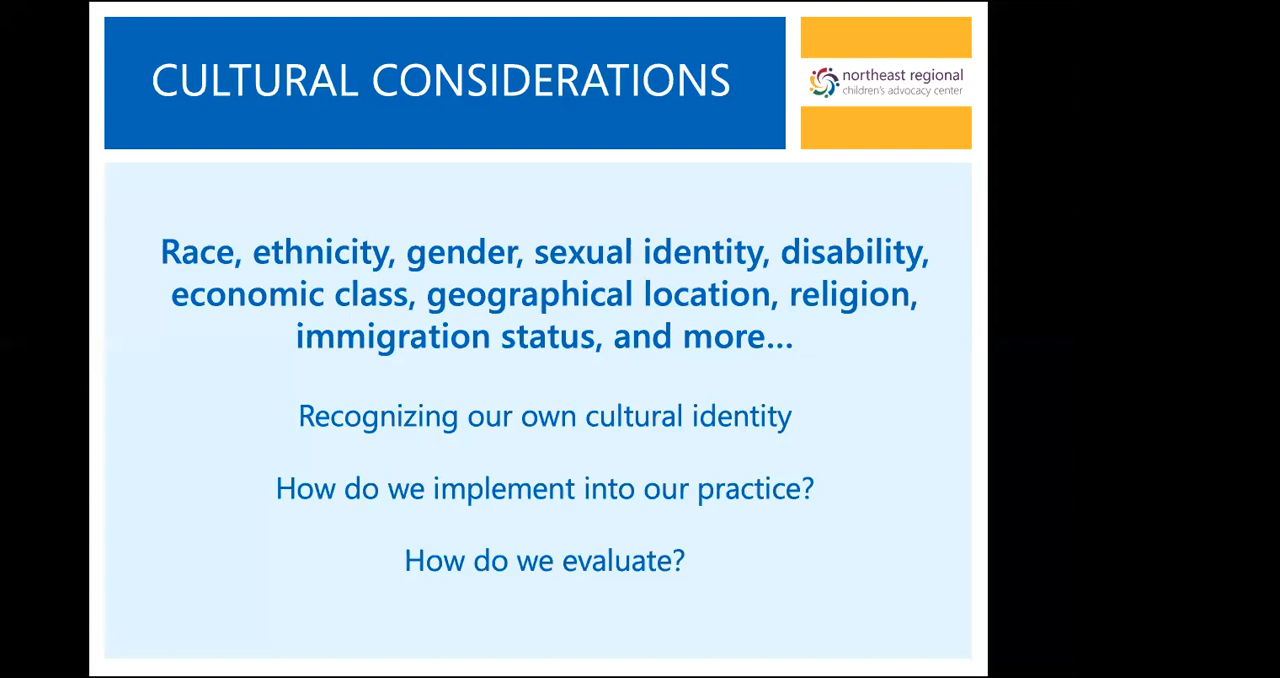 CULTURAL CONSIDERATIONS
northeast regional
children's advocacy center
Race, ethnicity, gender, sexual identity, disability,
economic class, geographical location, religion,
immigration status, and more...
Recognizing our own cultural identity
How do we implement into our practice?
How do we evaluate?